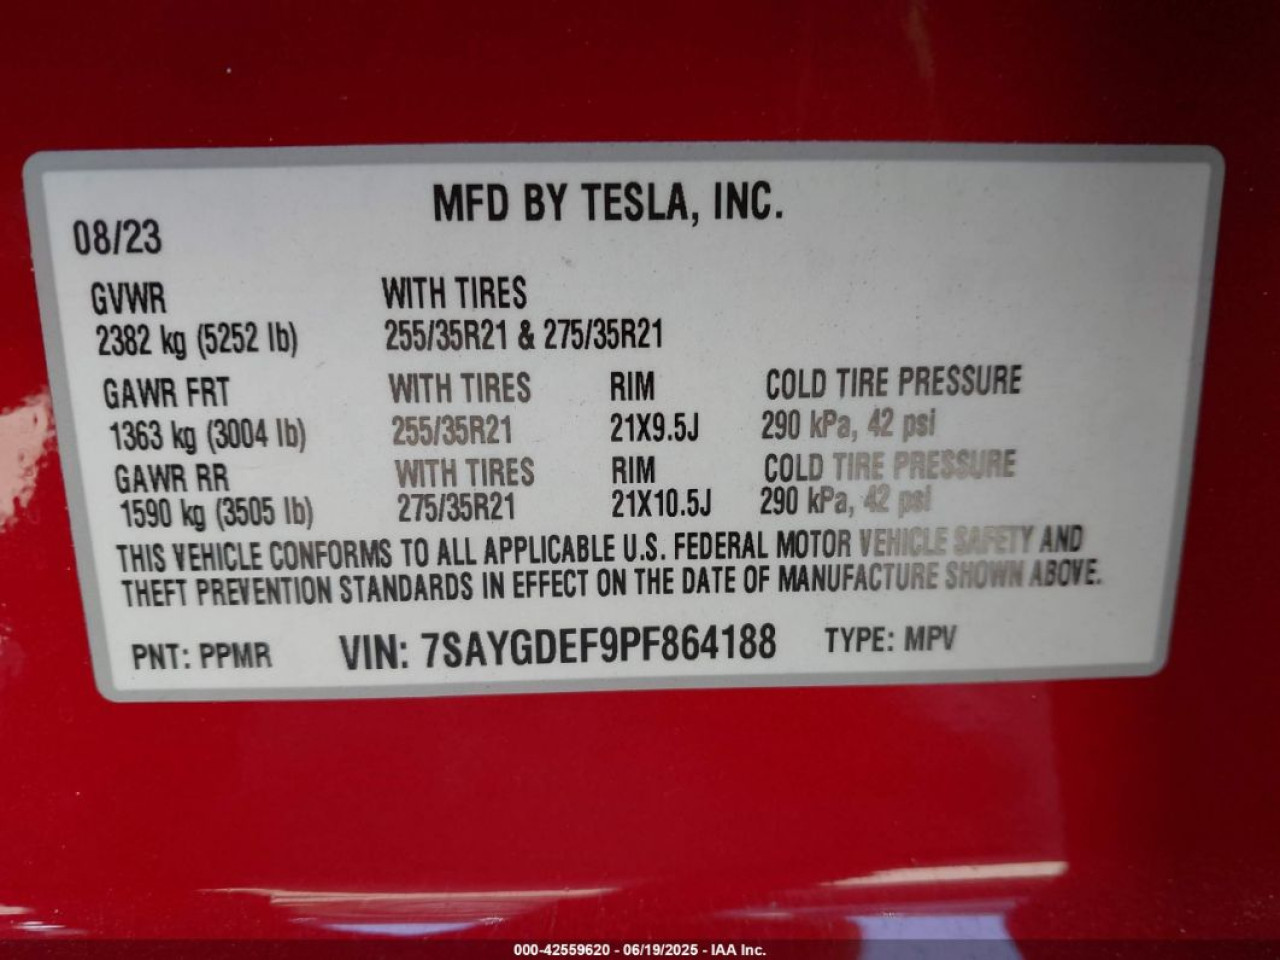 MFD BY TESLA, INC.
08/23
GVWR WITH TIRES
2382 kg (5252 lb) 255/35R21 & 275/35R21
GAWR FRT WITH TIRES RIM COLD TIRE PRESSURE
1363 kg (3004 lb) 255/35R21 21X9.5J 290 kPa, 42 psi
GAWR RR WITH TIRES RIM COLD TIRE PRESSURE
1590 kg (3505 lb) 275/35R21 21X10.5J 290 kPa, 42 psi
THIS VEHICLE CONFORMS TO ALL APPLICABLE U.S. FEDERAL MOTOR VEHICLE SAFETY AND
THEFT PREVENTION STANDARDS IN EFFECT ON THE DATE OF MANUFACTURE SHOWN ABOVE.
PNT: PPMR VIN: 7SAYGDEF9PF864188 TYPE: MPV
000-42559620 - 06/19/2025 - IAA Inc.